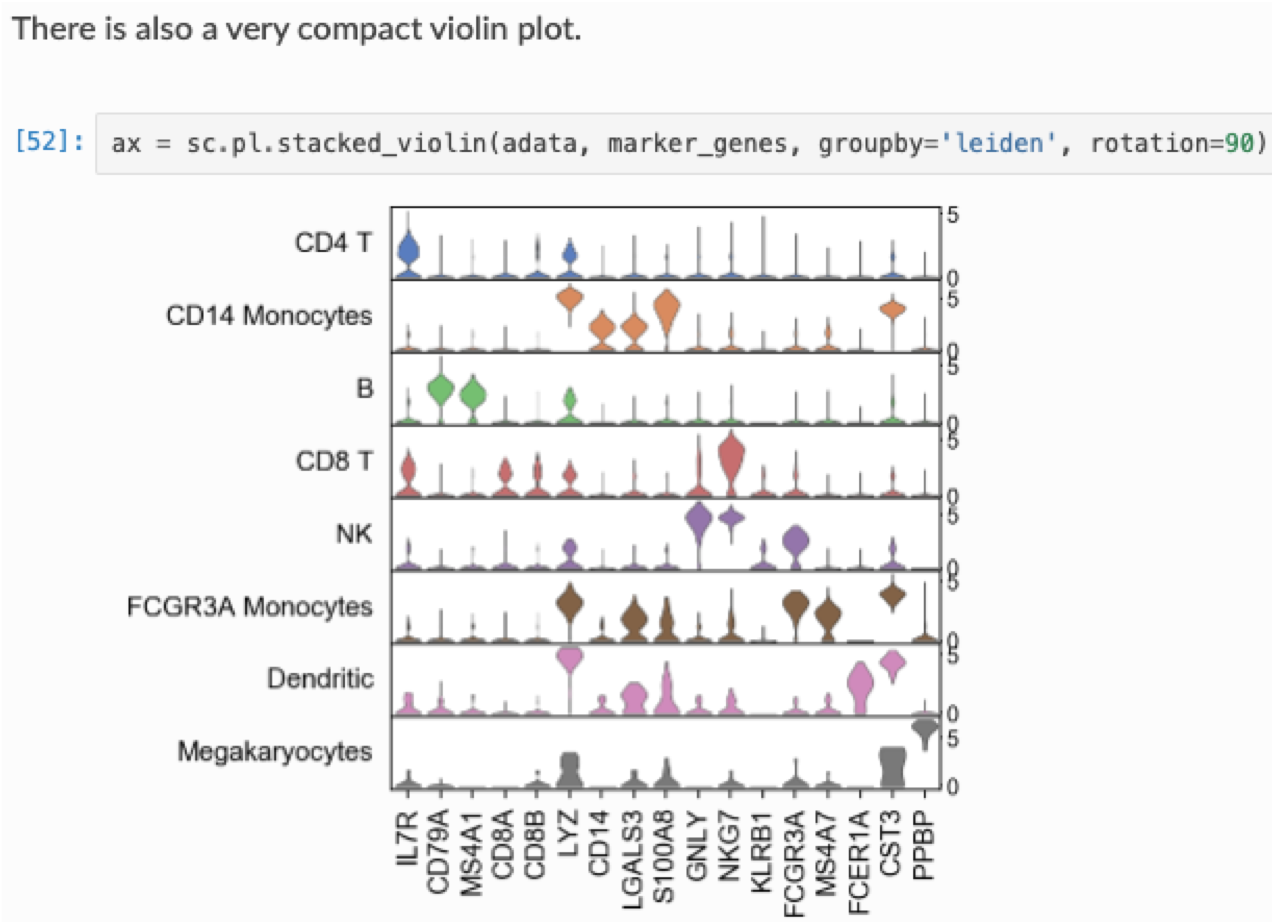 There is also a very compact violin plot.
[52]: ax = sc.pl.stacked_violin(adata, marker_genes, groupby='leiden', rotation=90)
CD4 T
5
0
CD14 Monocytes
5
0
B
5
0
CD8 T
5
0
NK
5
0
FCGR3A Monocytes
5
0
Dendritic
5
0
Megakaryocytes
5
0
IL7R
CD79A
MS4A1
CD8A
CD8B
LYZ
CD14
LGALS3
S100A8
GNLY
NKG7
KLRB1
FCGR3A
MS4A7
FCER1A
CST3
PPBP